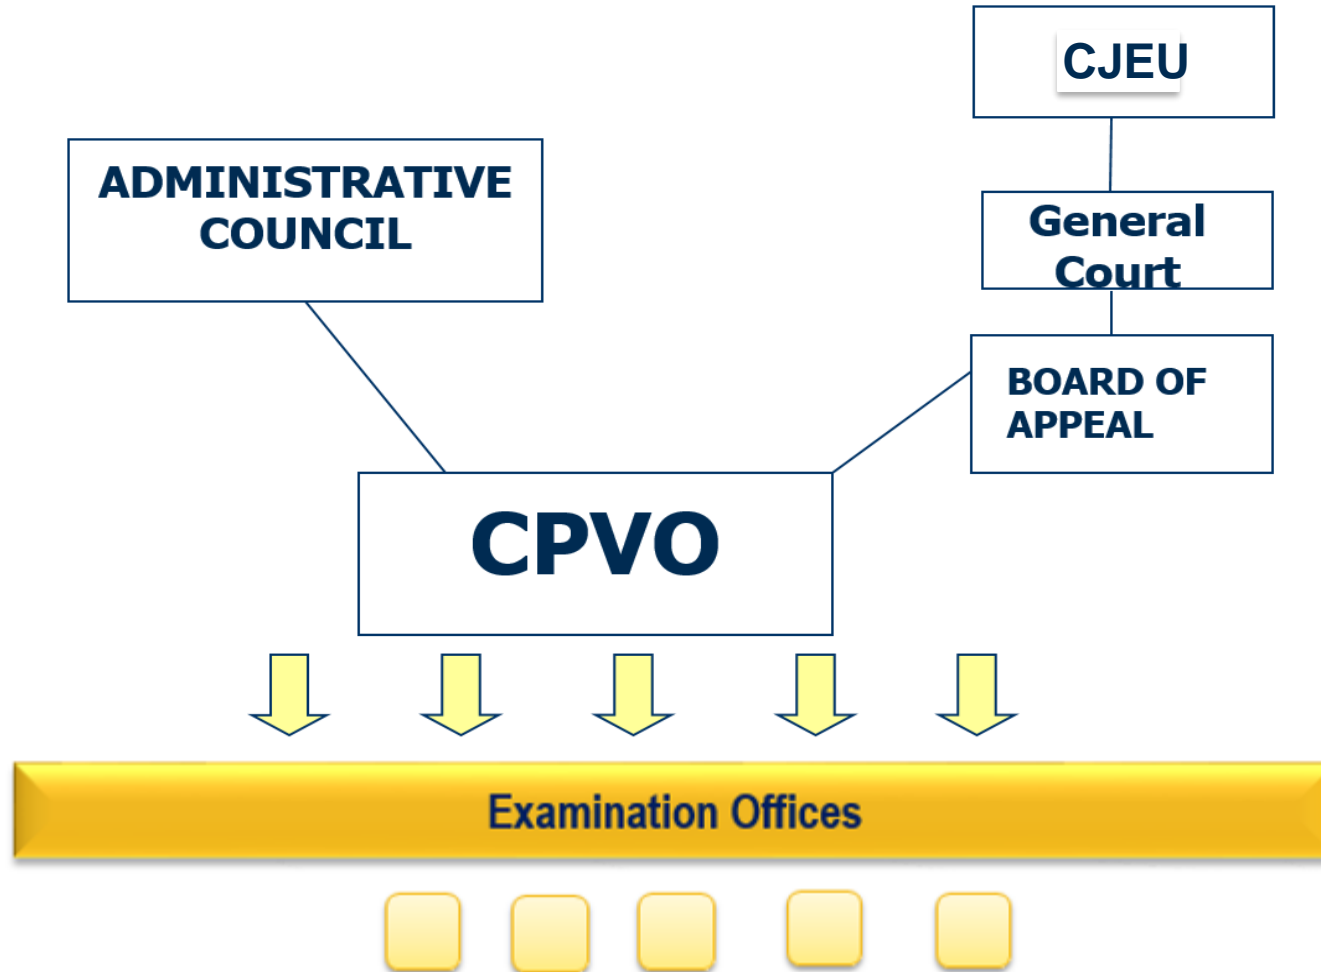 CJEU
ADMINISTRATIVE
COUNCIL
General
Court
BOARD OF
APPEAL
CPVO
Examination Offices